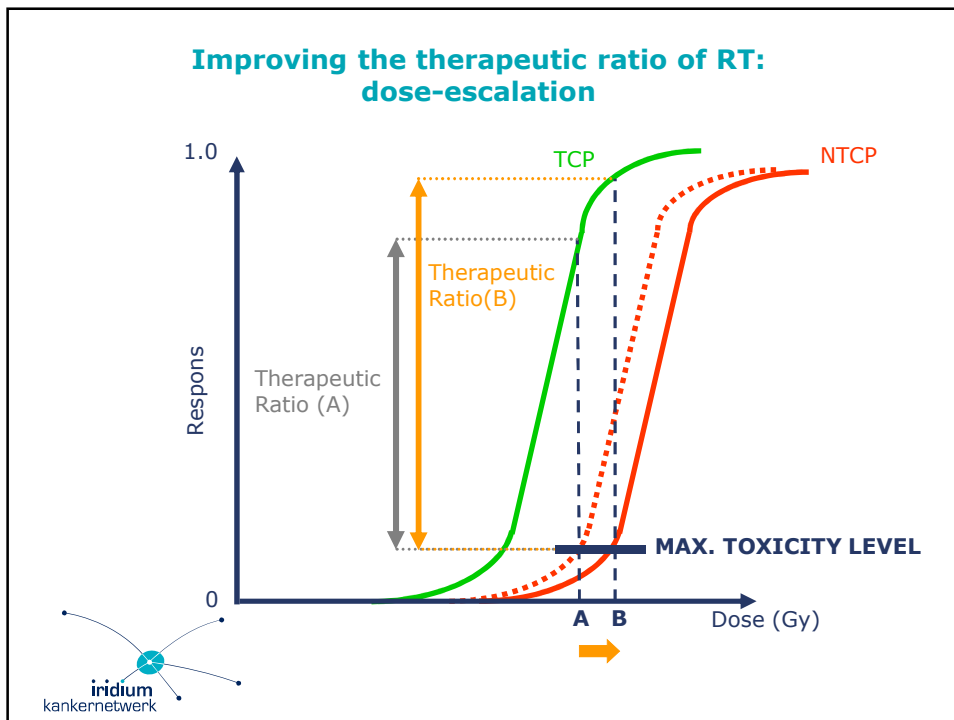 Improving the therapeutic ratio of RT:
dose-escalation
1.0
TCP
NTCP
Therapeutic
Ratio(B)
Therapeutic
Ratio (A)
Respons
MAX. TOXICITY LEVEL
0
A
B
Dose (Gy)
iridium
kankernetwerk